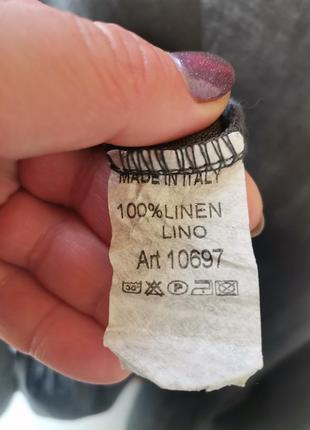 MADE IN ITALY
100%LINEN
LINO
Art 10697